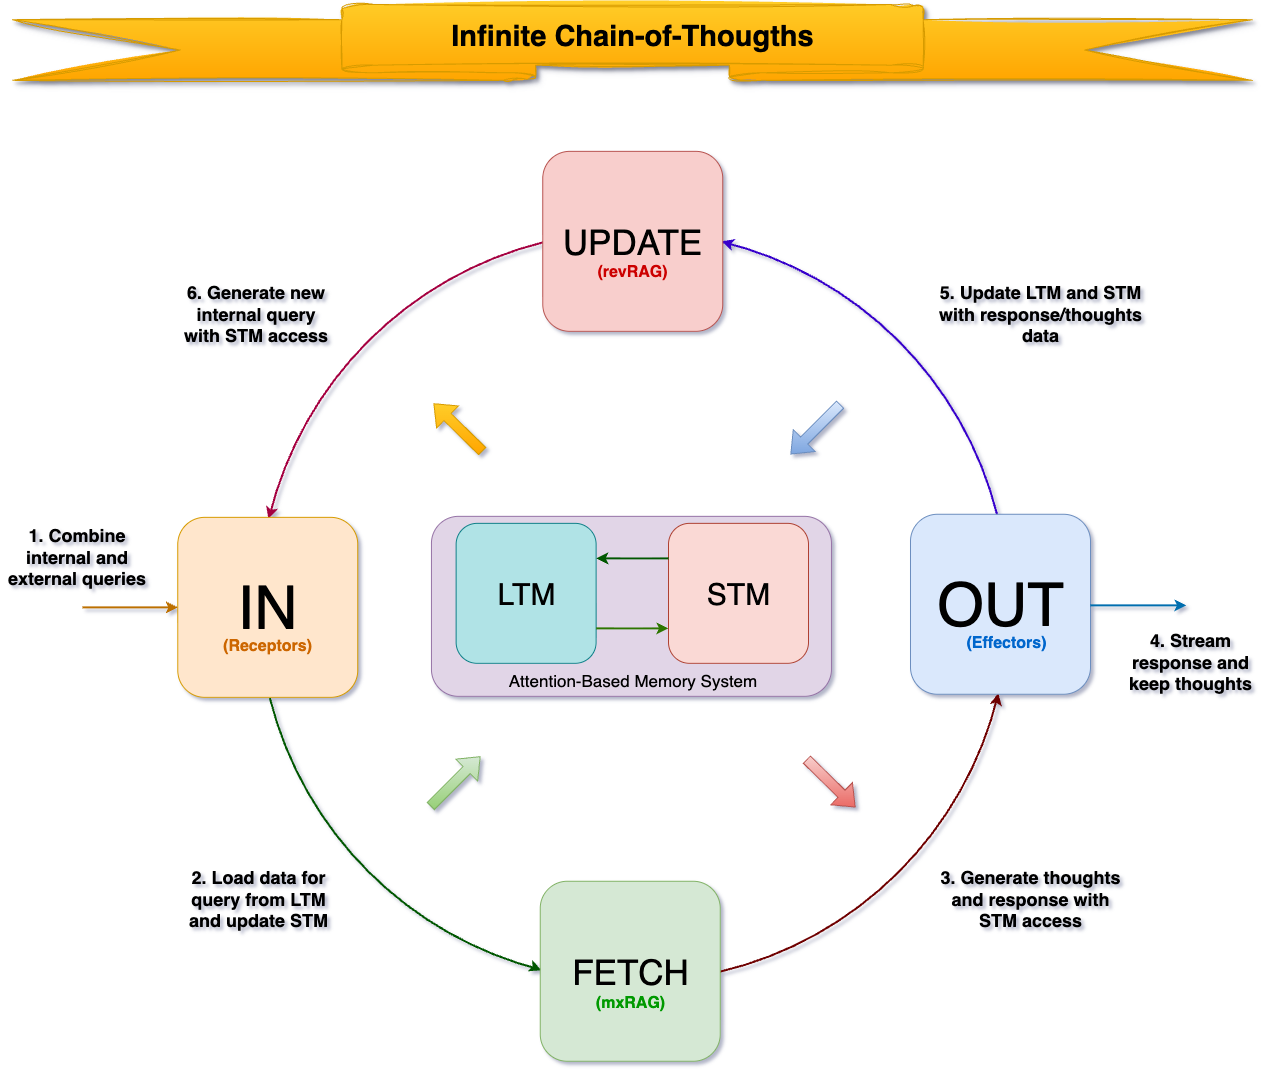 Infinite Chain-of-Thougths
UPDATE
(revRAG)
6. Generate new
internal query
with STM access
5. Update LTM and STM
with response/thoughts
data
1. Combine
internal and
external queries
IN
(Receptors)
LTM
STM
Attention-Based Memory System
OUT
(Effectors)
4. Stream
response and
keep thoughts
2. Load data for
query from LTM
and update STM
3. Generate thoughts
and response with
STM access
FETCH
(mxRAG)